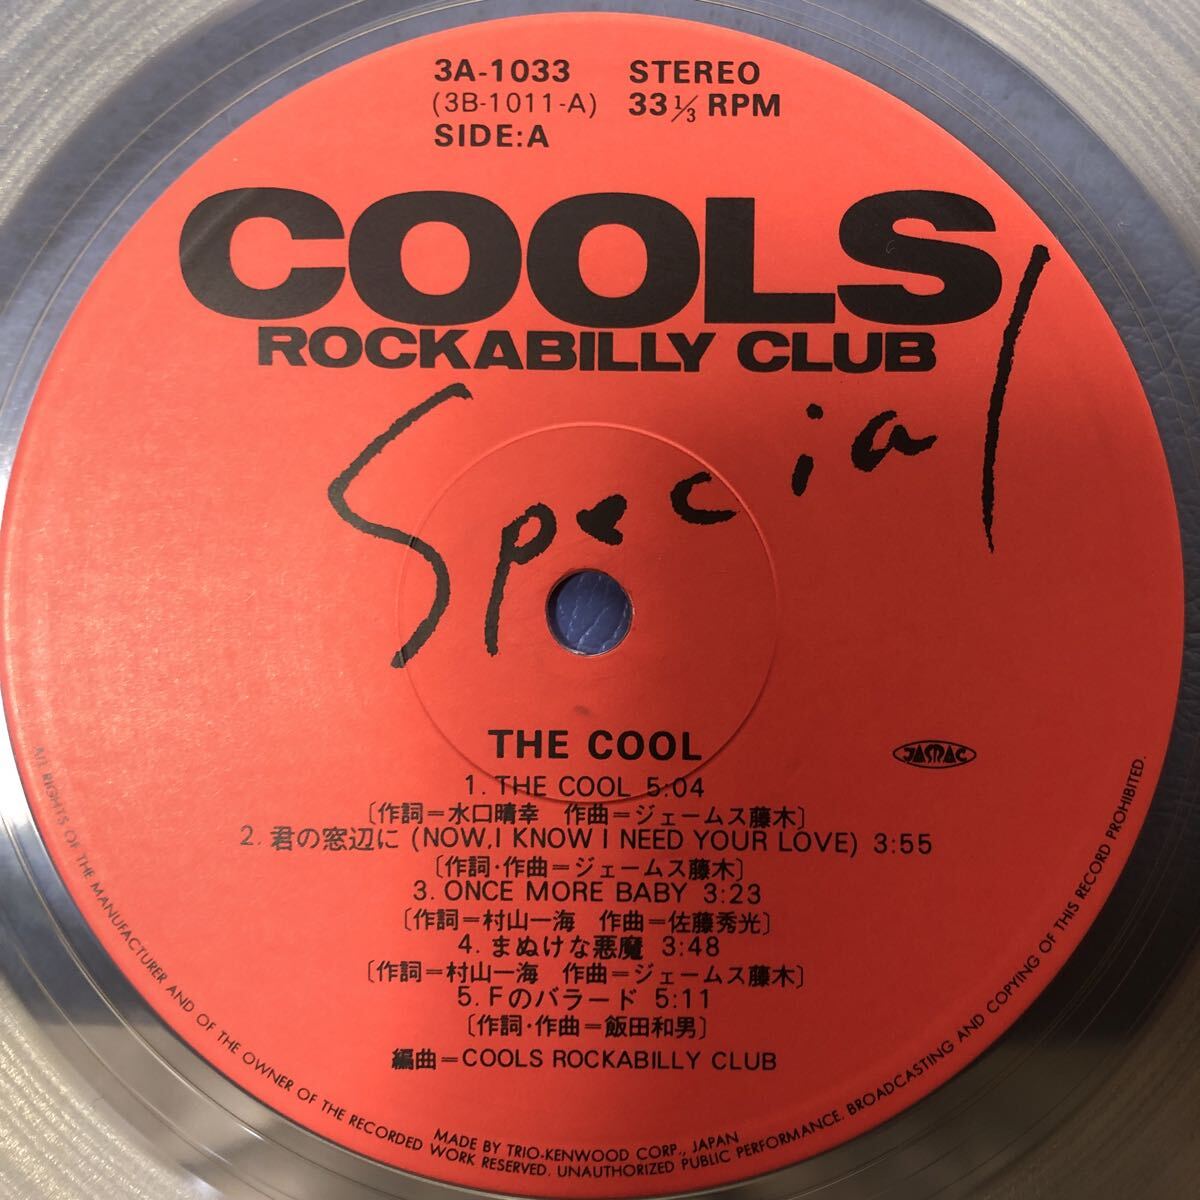 3A-1033 STEREO
(3B-1011-A) 33 1/3 RPM
SIDE:A
COOLS
ROCKABILLY CLUB
Special
THE COOL
JASRAC
1. THE COOL 5:04
〔作詞=水口晴幸 作曲=ジェームス藤木〕
2. 君の窓辺に (NOW, I KNOW I NEED YOUR LOVE) 3:55
〔作詞・作曲=ジェームス藤木〕
3. ONCE MORE BABY 3:23
〔作詞=村山一海 作曲=佐藤秀光〕
4. まぬけな悪魔 3:48
〔作詞=村山一海 作曲=ジェームス藤木〕
5. Fのバラード 5:11
〔作詞・作曲=飯田和男〕
編曲=COOLS ROCKABILLY CLUB
MADE BY TRIO-KENWOOD CORP., JAPAN
ALL RIGHTS OF THE MANUFACTURER AND OF THE OWNER OF THE RECORDED WORK RESERVED. UNAUTHORIZED PUBLIC PERFORMANCE. BROADCASTING AND COPYING OF THIS RECORD PROHIBITED.